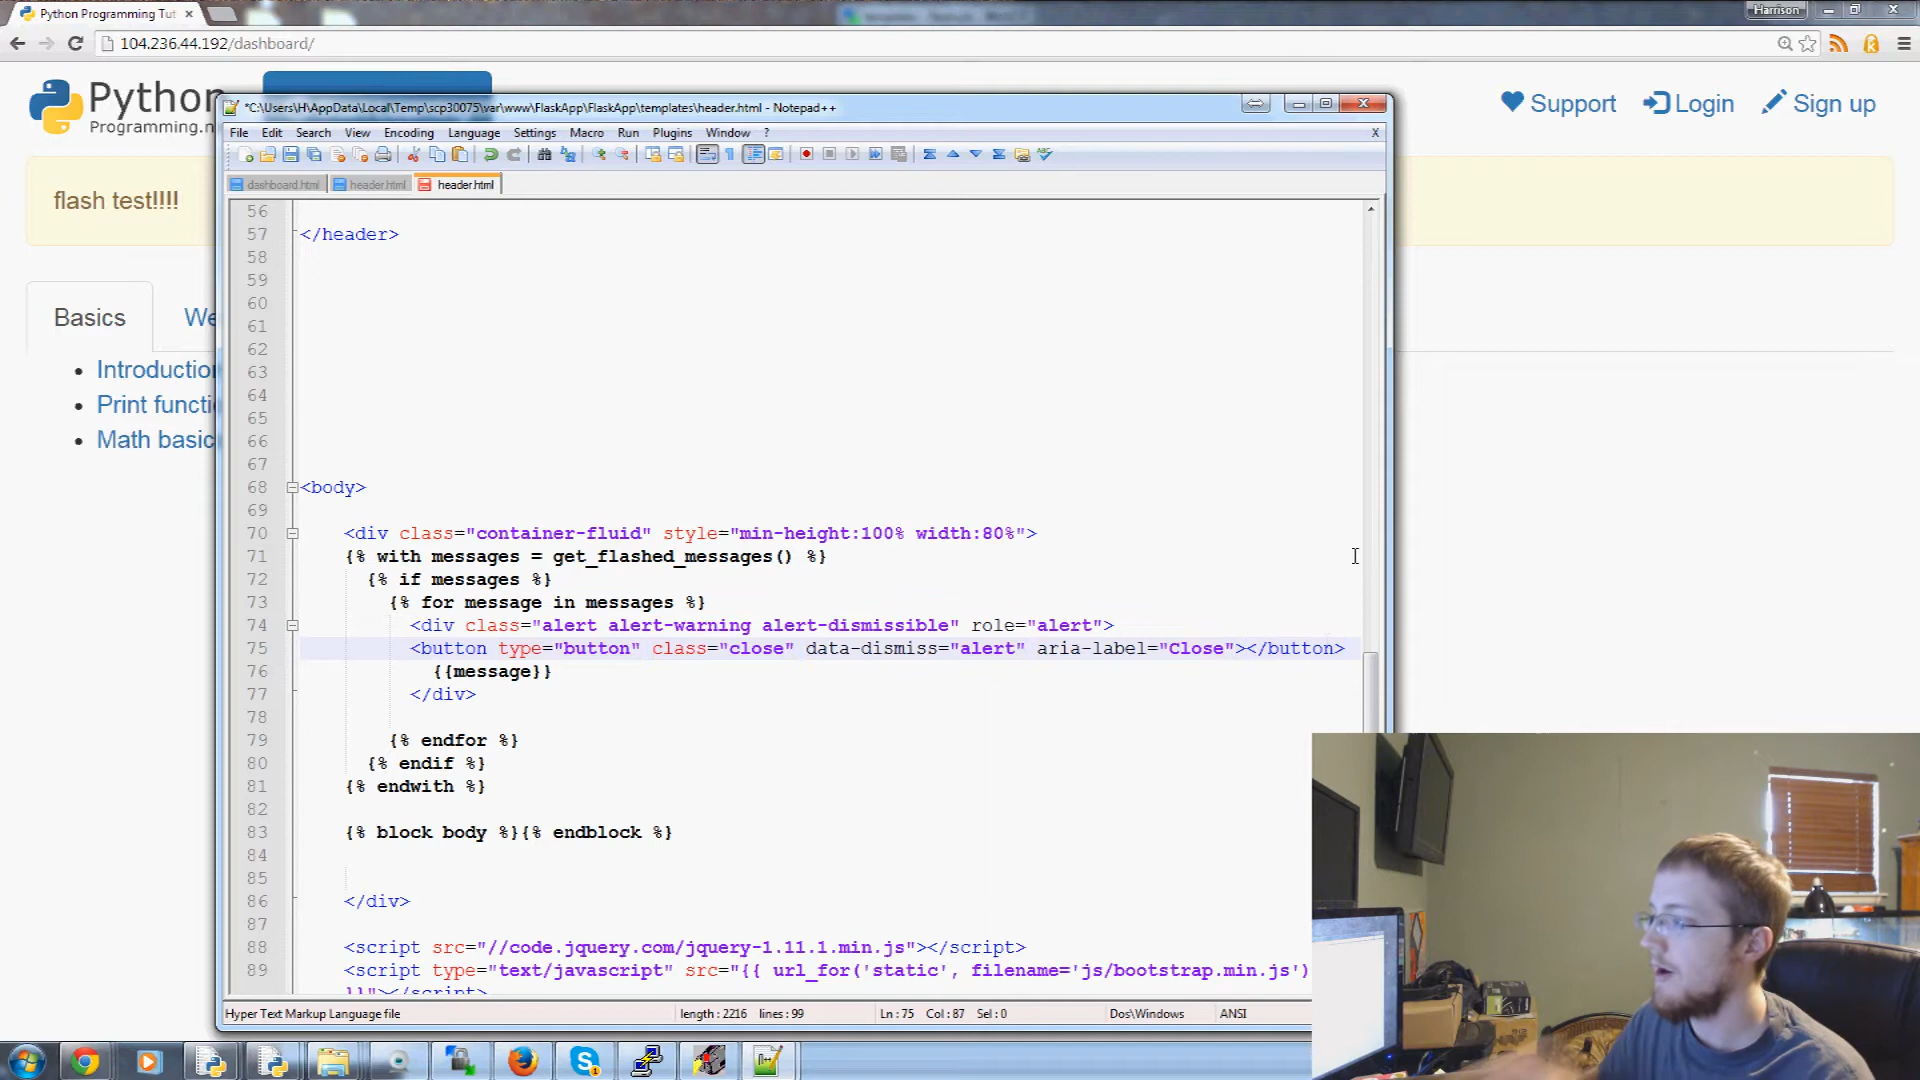 Python Programming Tut
Harrison
104.236.44.192/dashboard/
Python
Programming.n
Support
Login
Sign up
*C:\Users\H\AppData\Local\Temp\scp30075\var\www\FlaskApp\FlaskApp\templates\header.html - Notepad++
File Edit Search View Encoding Language Settings Macro Run Plugins Window ?
X
dashboard.html header.html header.html
flash test!!!!
Basics
We
Introduction
Print functi
Math basic
56
57 </header>
58
59
60
61
62
63
64
65
66
67
68 <body>
69
70 <div class="container-fluid" style="min-height:100% width:80%">
71 {% with messages = get_flashed_messages() %}
72 {% if messages %}
73 {% for message in messages %}
74 <div class="alert alert-warning alert-dismissible" role="alert">
75 <button type="button" class="close" data-dismiss="alert" aria-label="Close"></button>
76 {{message}}
77 </div>
78
79 {% endfor %}
80 {% endif %}
81 {% endwith %}
82
83 {% block body %}{% endblock %}
84
85
86 </div>
87
88 <script src="//code.jquery.com/jquery-1.11.1.min.js"></script>
89 <script type="text/javascript" src="{{ url_for('static', filename='js/bootstrap.min.js')
}}"></script>
Hyper Text Markup Language file
length : 2216 lines : 99
Ln : 75 Col : 87 Sel : 0
Dos\Windows
ANSI